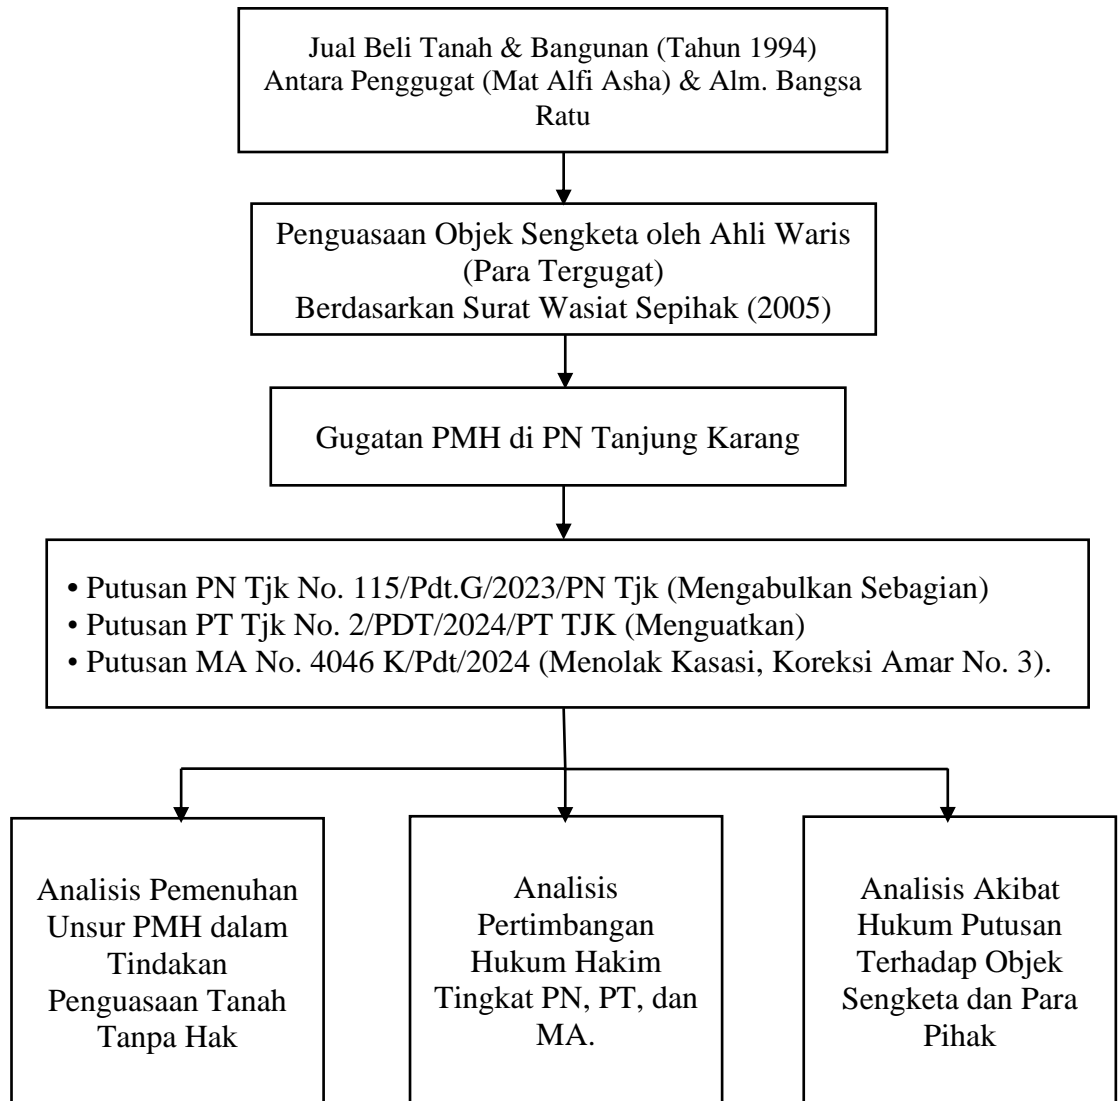 Jual Beli Tanah & Bangunan (Tahun 1994)
Antara Penggugat (Mat Alfi Asha) & Alm. Bangsa
Ratu
Penguasaan Objek Sengketa oleh Ahli Waris
(Para Tergugat)
Berdasarkan Surat Wasiat Sepihak (2005)
Gugatan PMH di PN Tanjung Karang
• Putusan PN Tjk No. 115/Pdt.G/2023/PN Tjk (Mengabulkan Sebagian)
• Putusan PT Tjk No. 2/PDT/2024/PT TJK (Menguatkan)
• Putusan MA No. 4046 K/Pdt/2024 (Menolak Kasasi, Koreksi Amar No. 3).
Analisis Pemenuhan
Unsur PMH dalam
Tindakan
Penguasaan Tanah
Tanpa Hak
Analisis
Pertimbangan
Hukum Hakim
Tingkat PN, PT, dan
MA.
Analisis Akibat
Hukum Putusan
Terhadap Objek
Sengketa dan Para
Pihak